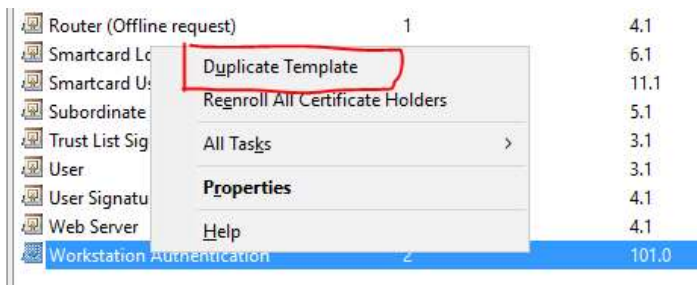 Router (Offline request) 1 4.1
Smartcard Lo 6.1
Duplicate Template
Smartcard Us 11.1
Reenroll All Certificate Holders
Subordinate 5.1
Trust List Sig All Tasks > 3.1
User 3.1
Properties
User Signatu 4.1
Web Server Help 4.1
Workstation Authentication 2 101.0